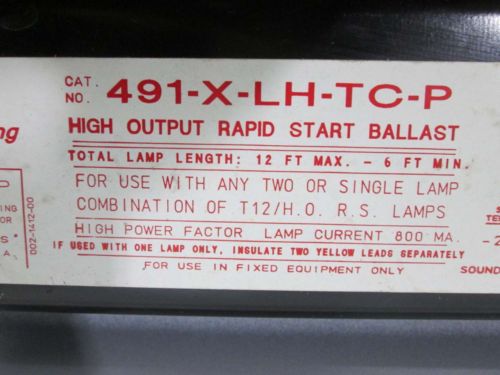 CAT. NO. 491-X-LH-TC-P
HIGH OUTPUT RAPID START BALLAST
TOTAL LAMP LENGTH: 12 FT MAX. - 6 FT MIN.
FOR USE WITH ANY TWO OR SINGLE LAMP
COMBINATION OF T12/H.O. R.S. LAMPS
HIGH POWER FACTOR LAMP CURRENT 800 MA.
IF USED WITH ONE LAMP ONLY, INSULATE TWO YELLOW LEADS SEPARATELY
FOR USE IN FIXED EQUIPMENT ONLY
002-1412-00
SOUND